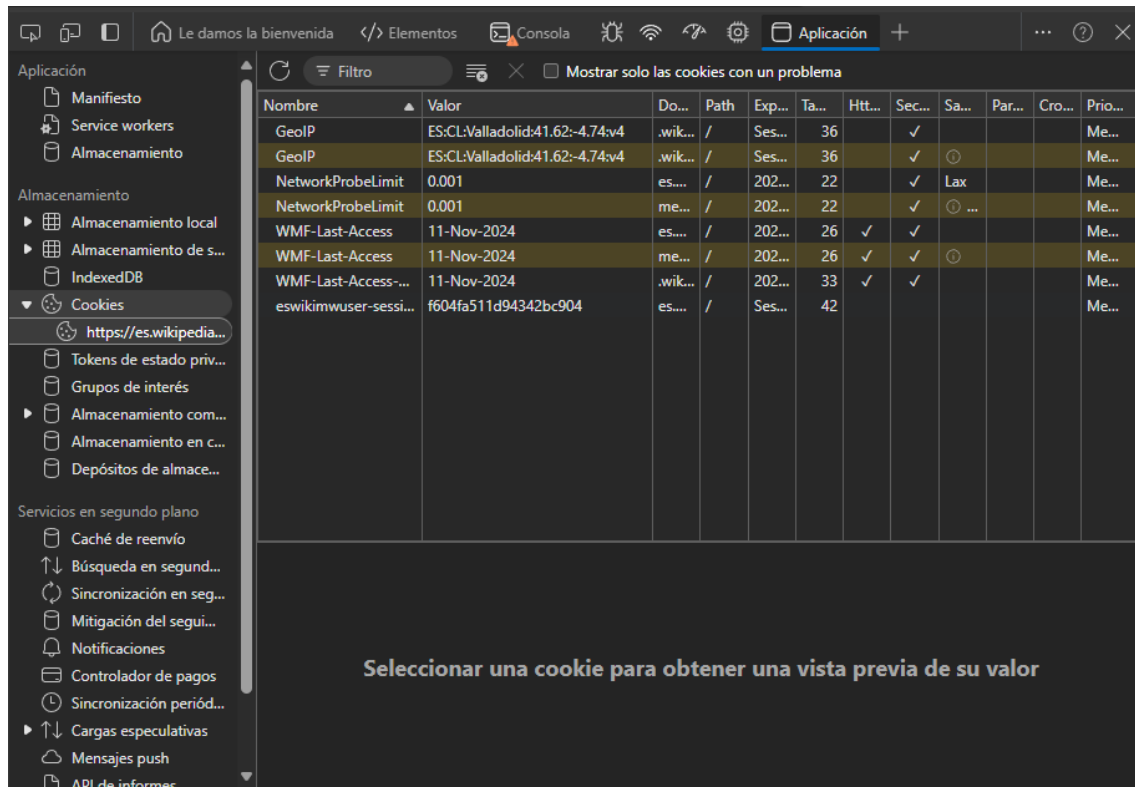 Le damos la bienvenida </> Elementos Consola Aplicación
Aplicación
Manifiesto
Service workers
Almacenamiento
Almacenamiento
Almacenamiento local
Almacenamiento de s...
IndexedDB
Cookies
https://es.wikipedia...
Tokens de estado priv...
Grupos de interés
Almacenamiento com...
Almacenamiento en c...
Depósitos de almace...
Servicios en segundo plano
Caché de reenvío
Búsqueda en segund...
Sincronización en seg...
Mitigación del segui...
Notificaciones
Controlador de pagos
Sincronización periód...
Cargas especulativas
Mensajes push
API de informes
Filtro Mostrar solo las cookies con un problema
Nombre Valor Do... Path Exp... Ta... Htt... Sec... Sa... Par... Cro... Prio...
GeoIP ES:CL:Valladolid:41.62:-4.74:v4 .wik... / Ses... 36 ✓ Me...
GeoIP ES:CL:Valladolid:41.62:-4.74:v4 .wik... / Ses... 36 ✓ Me...
NetworkProbeLimit 0.001 es.... / 202... 22 ✓ Lax Me...
NetworkProbeLimit 0.001 me... / 202... 22 ✓ ... Me...
WMF-Last-Access 11-Nov-2024 es.... / 202... 26 ✓ ✓ Me...
WMF-Last-Access 11-Nov-2024 me... / 202... 26 ✓ ✓ Me...
WMF-Last-Access-... 11-Nov-2024 .wik... / 202... 33 ✓ ✓ Me...
eswikimwuser-sessi... f604fa511d94342bc904 es.... / Ses... 42 Me...
Seleccionar una cookie para obtener una vista previa de su valor